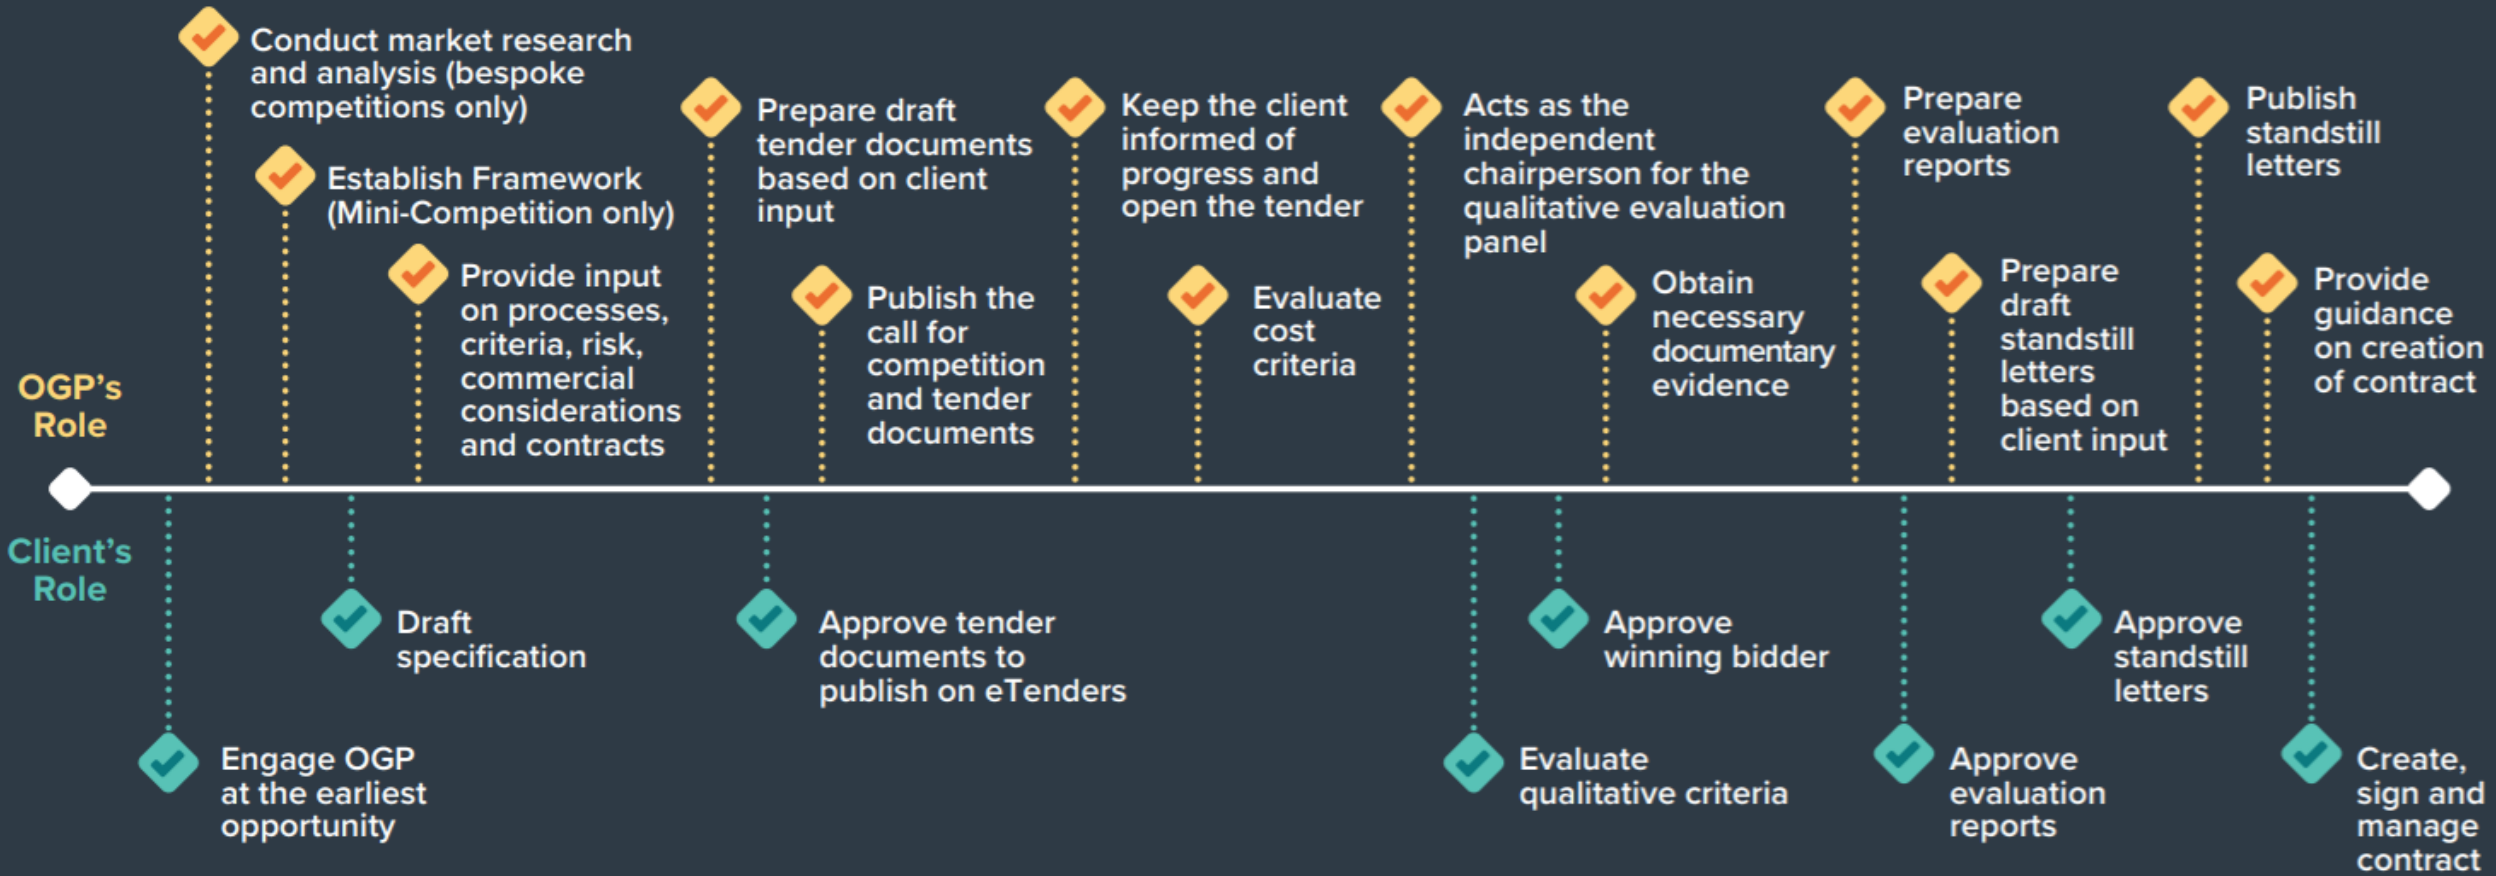 Conduct market research
and analysis (bespoke
competitions only)
Establish Framework
(Mini-Competition only)
Provide input
on processes,
criteria, risk,
commercial
considerations
and contracts
Prepare draft
tender documents
based on client
input
Publish the
call for
competition
and tender
documents
Keep the client
informed of
progress and
open the tender
Evaluate
cost
criteria
Acts as the
independent
chairperson for the
qualitative evaluation
panel
Obtain
necessary
documentary
evidence
Prepare
evaluation
reports
Prepare
draft
standstill
letters
based on
client input
Publish
standstill
letters
Provide
guidance
on creation
of contract
OGP's
Role
Client's
Role
Engage OGP
at the earliest
opportunity
Draft
specification
Approve tender
documents to
publish on eTenders
Evaluate
qualitative criteria
Approve
winning bidder
Approve
evaluation
reports
Approve
standstill
letters
Create,
sign and
manage
contract